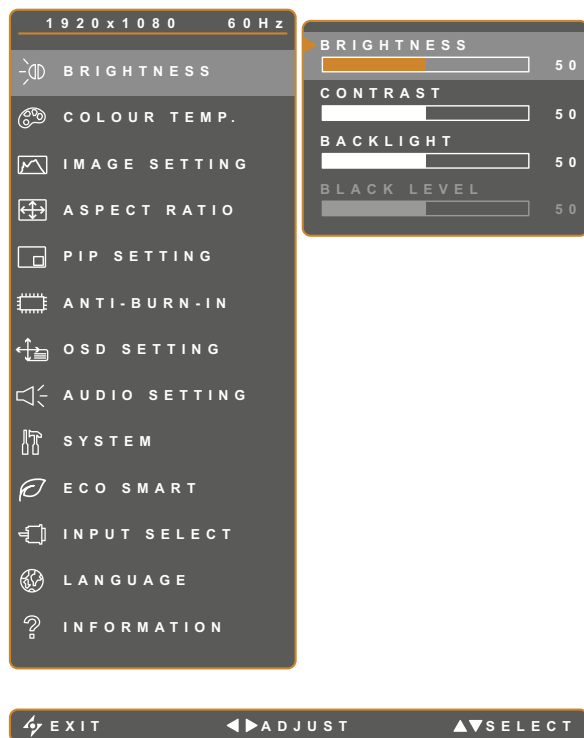 1920x1080 60Hz
BRIGHTNESS
COLOUR TEMP.
IMAGE SETTING
ASPECT RATIO
PIP SETTING
ANTI-BURN-IN
OSD SETTING
AUDIO SETTING
SYSTEM
ECO SMART
INPUT SELECT
LANGUAGE
INFORMATION
BRIGHTNESS
50
CONTRAST
50
BACKLIGHT
50
BLACK LEVEL
50
EXIT ADJUST SELECT